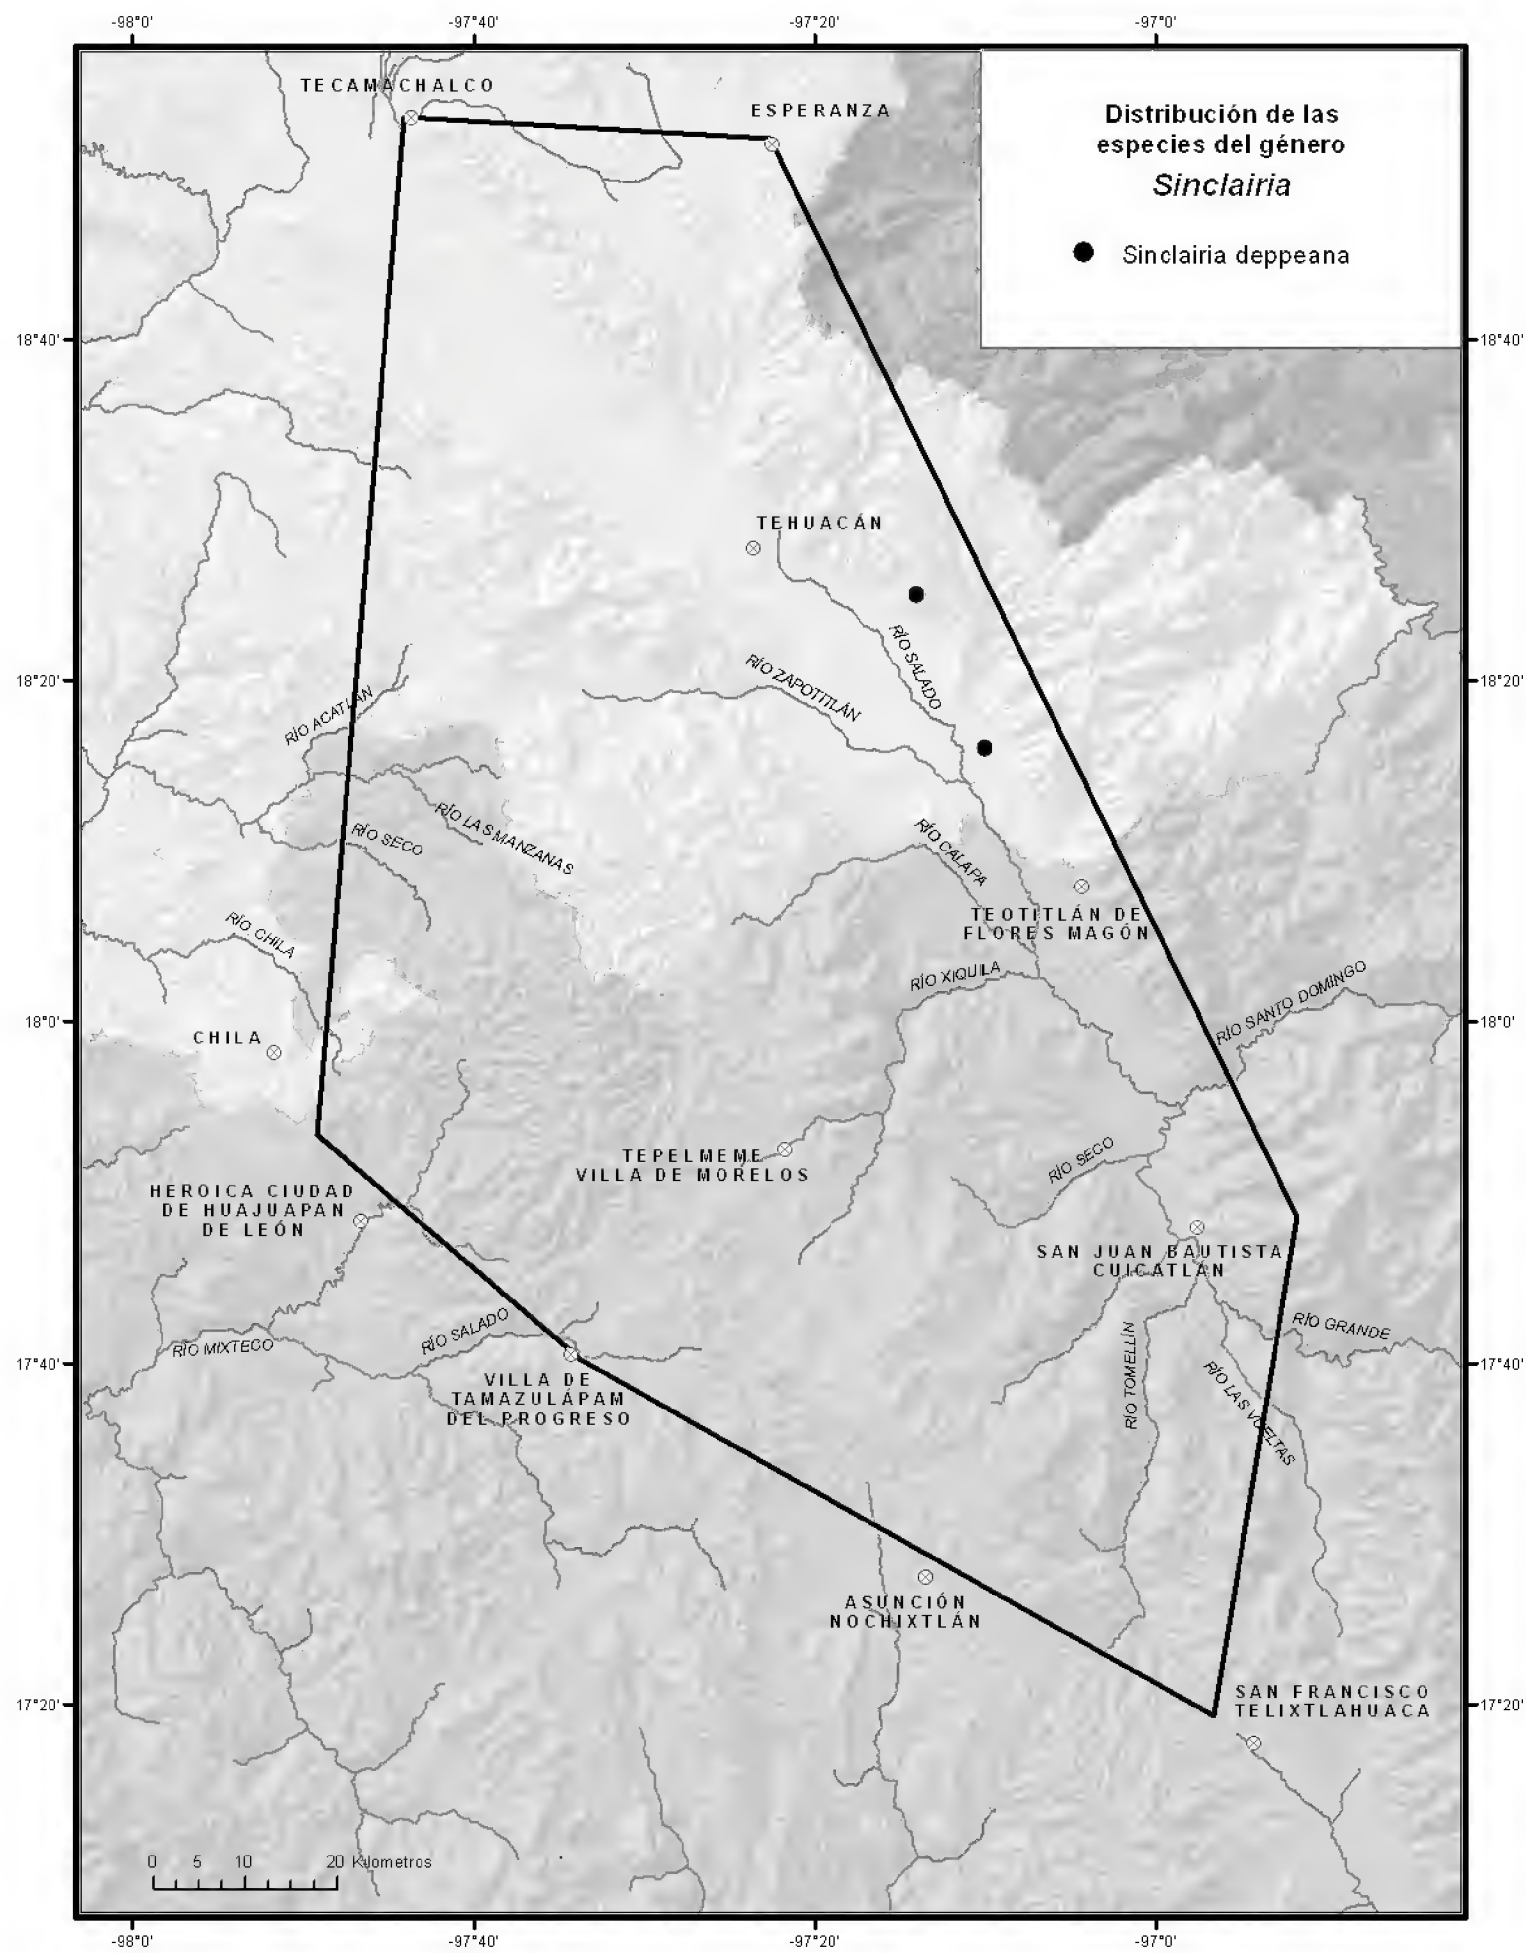 -98°0'
-97°40'
-97°20'
-97°0'
TECAMACHALCO
ESPERANZA
Distribución de las
especies del género
Sinclairia
Sinclairia deppeana
18°40'
18°40'
TEHUACÁN
RÍO SALADO
RÍO ZAPOTITLÁN
18°20'
18°20'
RÍO ACATLÁN
RÍO LAS MANZANAS
RÍO SECO
RÍO CALAPA
TEOTITLÁN DE
FLORES MAGÓN
RÍO CHILA
RÍO XIQUILA
RÍO SANTO DOMINGO
18°0'
18°0'
CHILA
TEPELMEME
VILLA DE MORELOS
RÍO SECO
HEROICA CIUDAD
DE HUAJUAPAN
DE LEÓN
SAN JUAN BAUTISTA
CUICATLÁN
RÍO SALADO
RÍO MIXTECO
RÍO GRANDE
17°40'
17°40'
RÍO TOMELLÍN
RÍO LAS VUELTAS
VILLA DE
TAMAZULÁPAM
DEL PROGRESO
ASUNCIÓN
NOCHIXTLÁN
SAN FRANCISCO
TELIXTLAHUACA
17°20'
17°20'
0 5 10 20 Kilometros
-98°0'
-97°40'
-97°20'
-97°0'